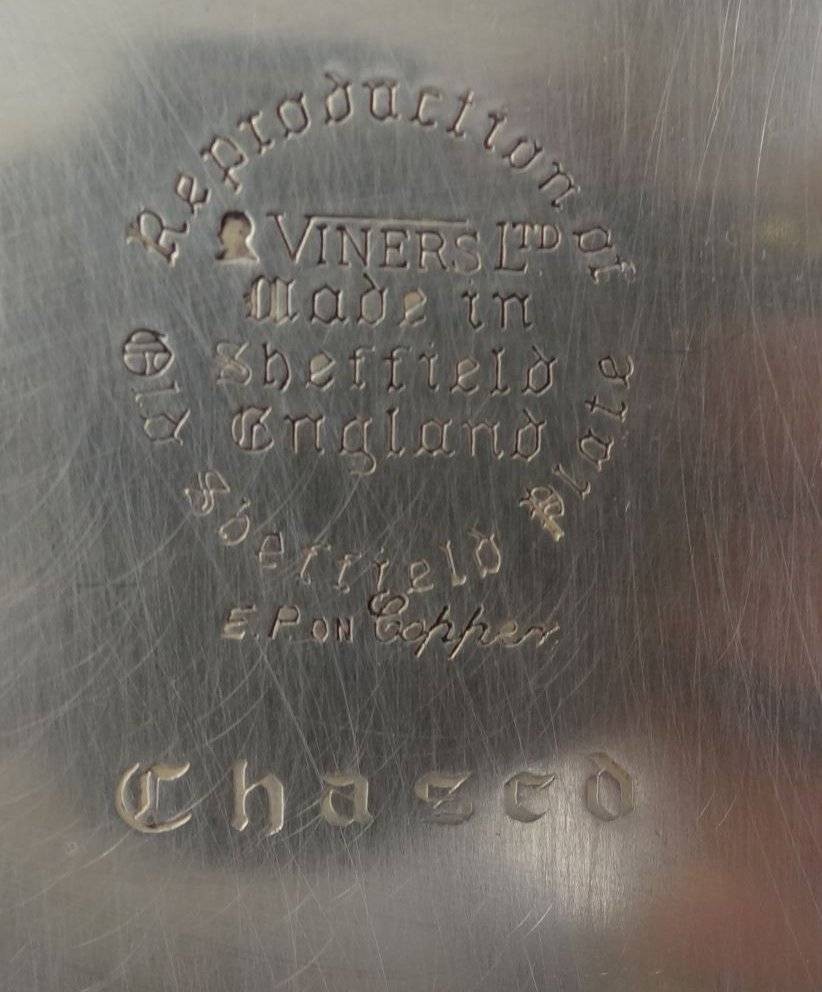 Reproduction of
Old Sheffield Plate
VINERS LTD
Made in
Sheffield
England
E.P ON Copper.
Chased